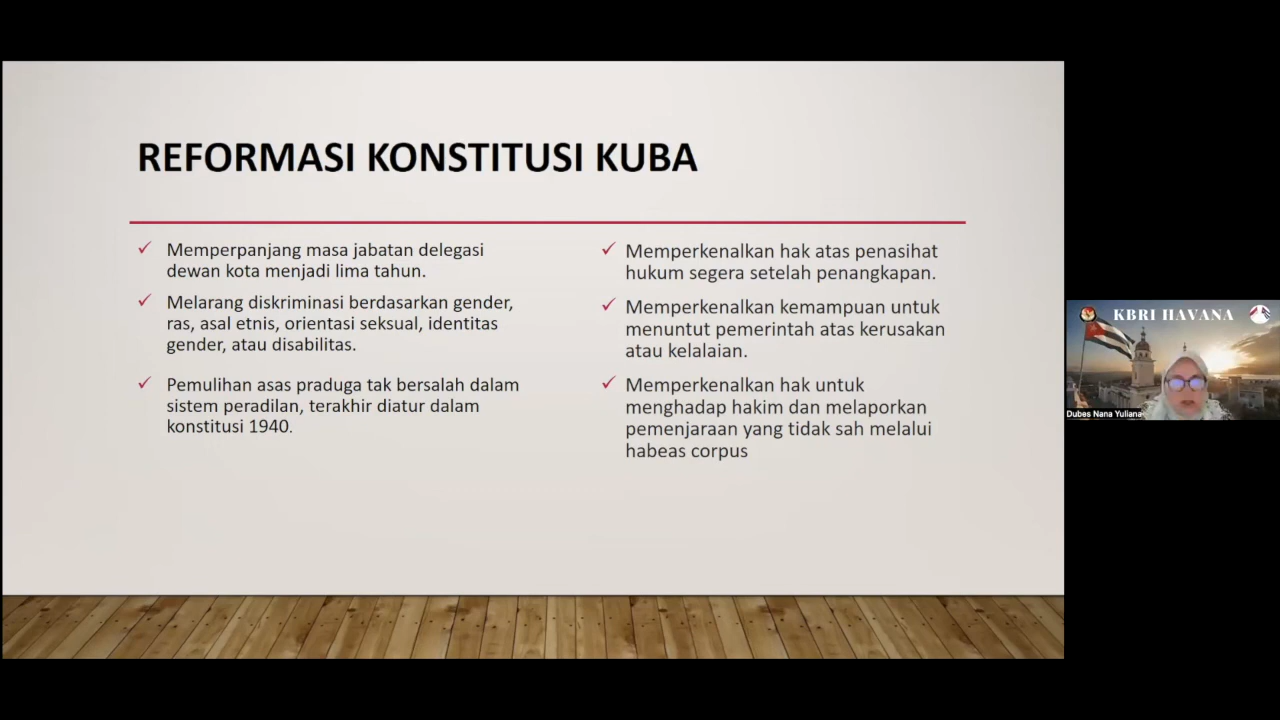 REFORMASI KONSTITUSI KUBA
Memperpanjang masa jabatan delegasi
dewan kota menjadi lima tahun.
Melarang diskriminasi berdasarkan gender,
ras, asal etnis, orientasi seksual, identitas
gender, atau disabilitas.
Pemulihan asas praduga tak bersalah dalam
sistem peradilan, terakhir diatur dalam
konstitusi 1940.
Memperkenalkan hak atas penasihat
hukum segera setelah penangkapan.
Memperkenalkan kemampuan untuk
menuntut pemerintah atas kerusakan
atau kelalaian.
Memperkenalkan hak untuk
menghadap hakim dan melaporkan
pemenjaraan yang tidak sah melalui
habeas corpus
KBRI HAVANA
Dubes Nana Yuliana